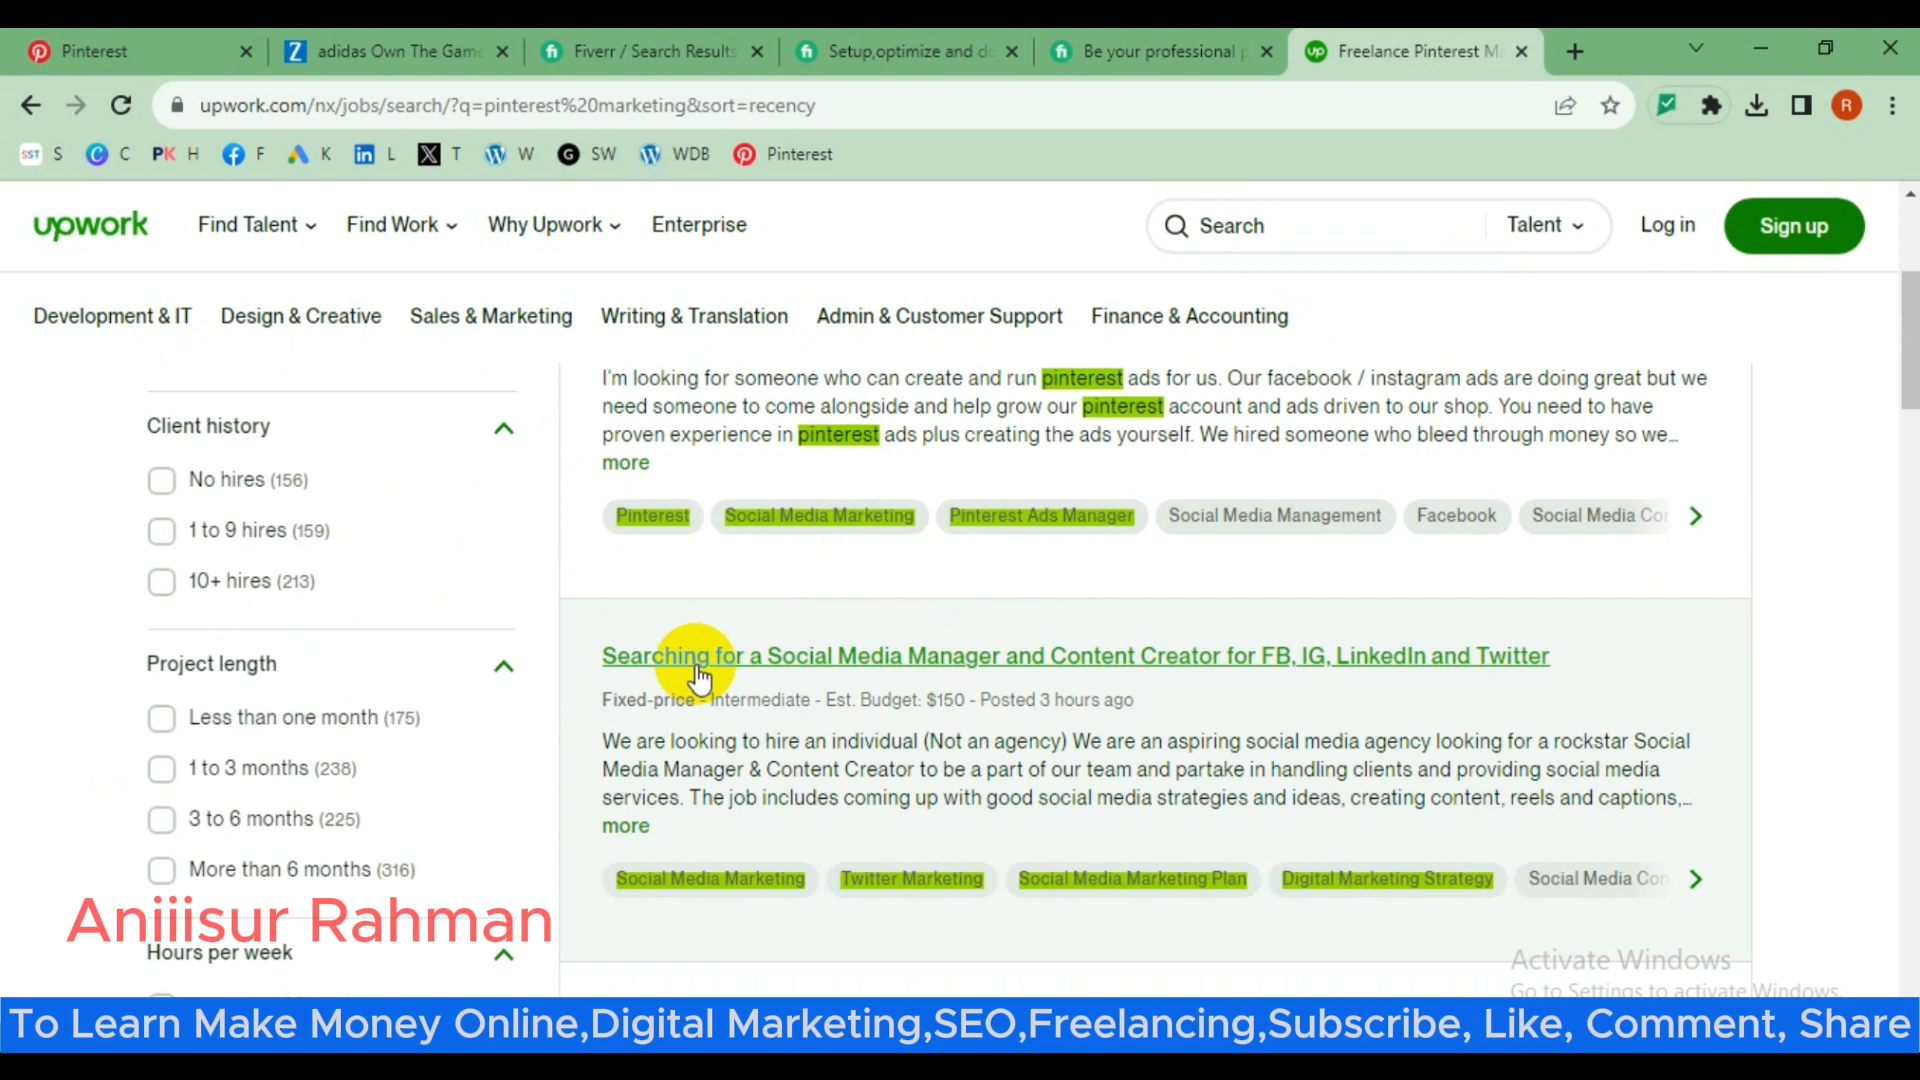 Pinterest
adidas Own The Game
Fiverr / Search Results
Setup,optimize and d
Be your professional p
Freelance Pinterest M
upwork.com/nx/jobs/search/?q=pinterest%20marketing&sort=recency
R
SST S C PK H F K L T W SW WDB Pinterest
upwork Find Talent Find Work Why Upwork Enterprise Search Talent Log in Sign up
Development & IT Design & Creative Sales & Marketing Writing & Translation Admin & Customer Support Finance & Accounting
Client history
No hires (156)
1 to 9 hires (159)
10+ hires (213)
Project length
Less than one month (175)
1 to 3 months (238)
3 to 6 months (225)
More than 6 months (316)
Hours per week
I'm looking for someone who can create and run pinterest ads for us. Our facebook / instagram ads are doing great but we
need someone to come alongside and help grow our pinterest account and ads driven to our shop. You need to have
proven experience in pinterest ads plus creating the ads yourself. We hired someone who bleed through money so we…
more
Pinterest Social Media Marketing Pinterest Ads Manager Social Media Management Facebook Social Media Con
Searching for a Social Media Manager and Content Creator for FB, IG, LinkedIn and Twitter
Fixed-price - Intermediate - Est. Budget: $150 - Posted 3 hours ago
We are looking to hire an individual (Not an agency) We are an aspiring social media agency looking for a rockstar Social
Media Manager & Content Creator to be a part of our team and partake in handling clients and providing social media
services. The job includes coming up with good social media strategies and ideas, creating content, reels and captions,…
more
Social Media Marketing Twitter Marketing Social Media Marketing Plan Digital Marketing Strategy Social Media Con
Aniiisur Rahman
Activate Windows
Go to Settings to activate Windows.
To Learn Make Money Online,Digital Marketing,SEO,Freelancing,Subscribe, Like, Comment, Share